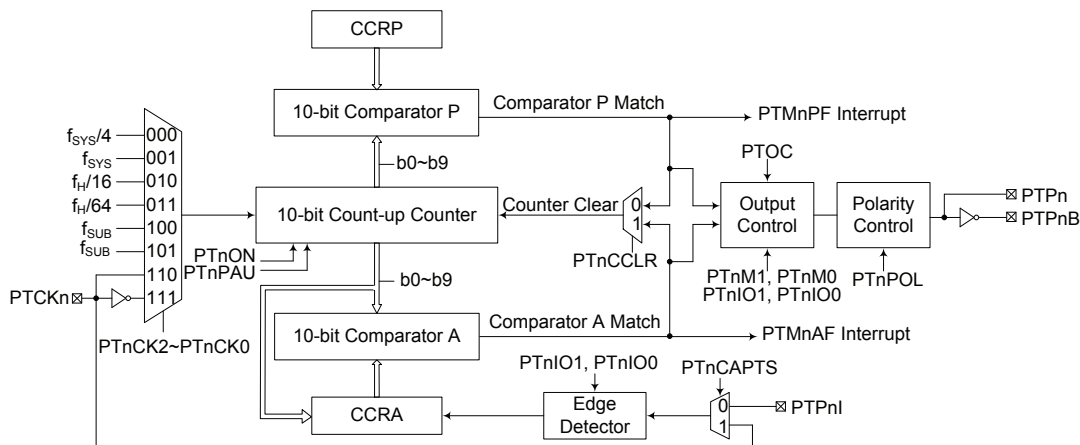 CCRP
10-bit Comparator P
Comparator P Match
PTMnPF Interrupt
fSYS/4
000
fSYS
001
fH/16
010
fH/64
011
fSUB
100
fSUB
101
110
111
b0~b9
PTOC
10-bit Count-up Counter
Counter Clear
0
1
Output
Control
Polarity
Control
PTPn
PTPnB
PTnON
PTnPAU
PTnCCLR
PTnM1, PTnM0
PTnIO1, PTnIO0
PTnPOL
b0~b9
PTCKn
PTnCK2~PTnCK0
10-bit Comparator A
Comparator A Match
PTMnAF Interrupt
PTnIO1, PTnIO0
PTnCAPTS
CCRA
Edge
Detector
0
1
PTPnI